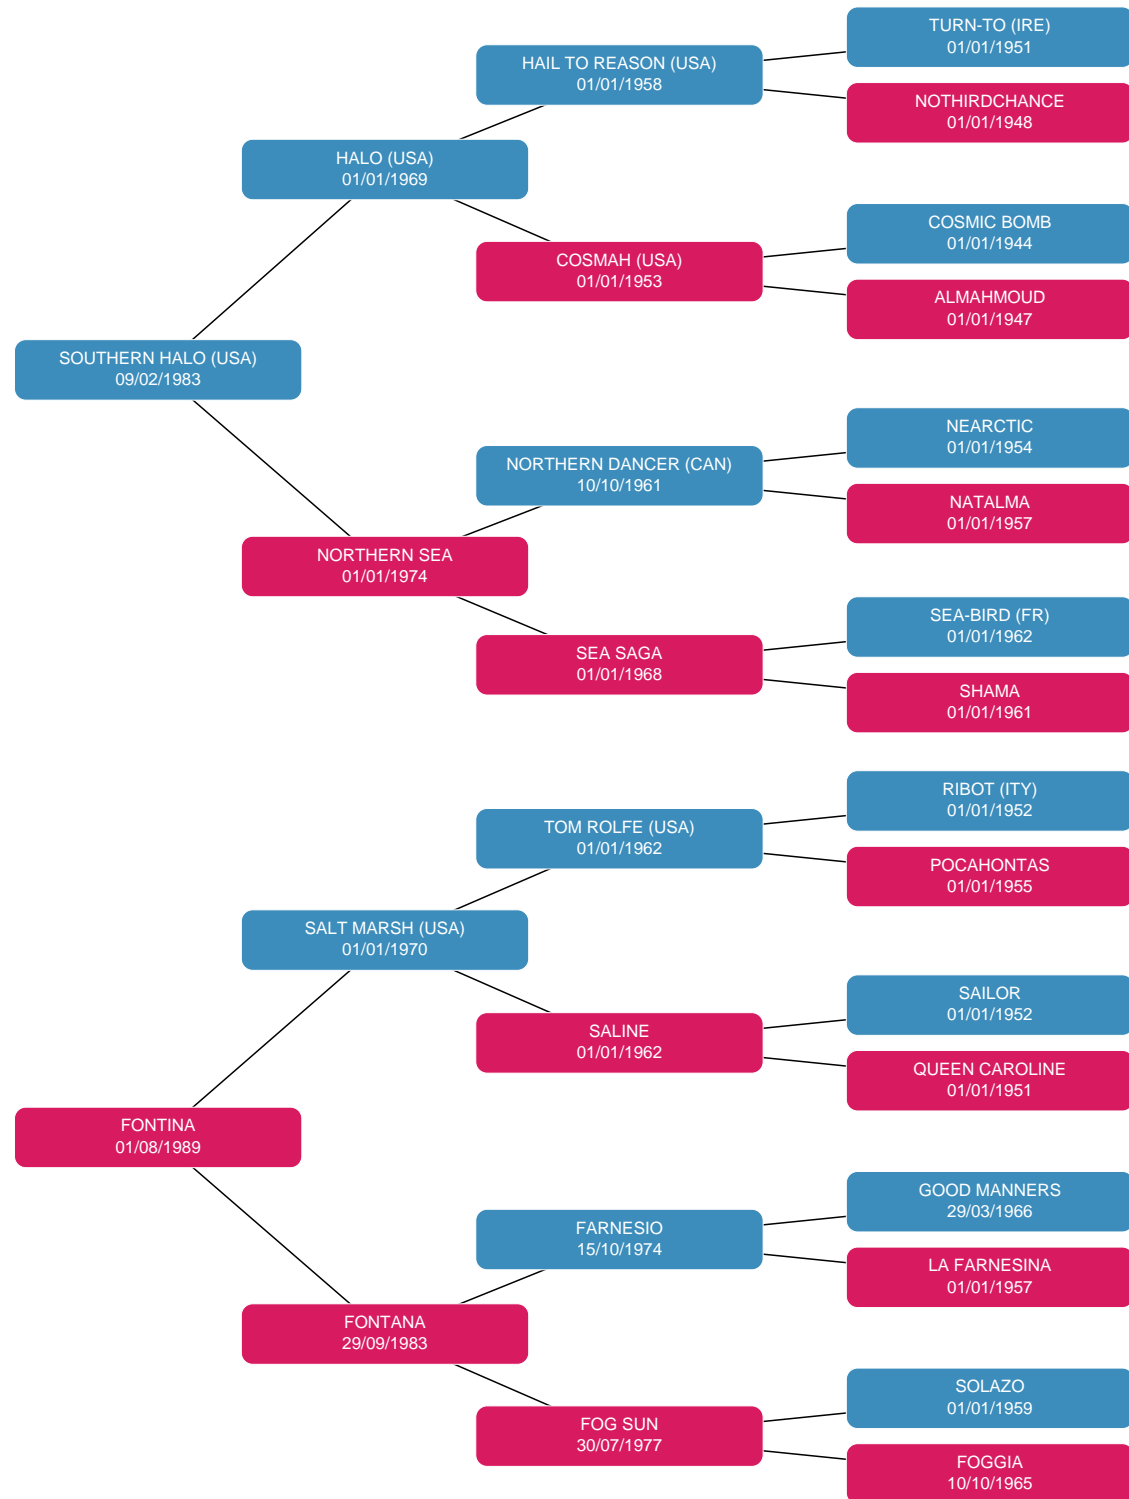 TURN-TO (IRE)
01/01/1951
HAIL TO REASON (USA)
01/01/1958
NOTHIRDCHANCE
01/01/1948
HALO (USA)
01/01/1969
COSMIC BOMB
01/01/1944
COSMAH (USA)
01/01/1953
ALMAHMOUD
01/01/1947
SOUTHERN HALO (USA)
09/02/1983
NEARCTIC
01/01/1954
NORTHERN DANCER (CAN)
10/10/1961
NATALMA
01/01/1957
NORTHERN SEA
01/01/1974
SEA-BIRD (FR)
01/01/1962
SEA SAGA
01/01/1968
SHAMA
01/01/1961
RIBOT (ITY)
01/01/1952
TOM ROLFE (USA)
01/01/1962
POCAHONTAS
01/01/1955
SALT MARSH (USA)
01/01/1970
SAILOR
01/01/1952
SALINE
01/01/1962
QUEEN CAROLINE
01/01/1951
FONTINA
01/08/1989
GOOD MANNERS
29/03/1966
FARNESIO
15/10/1974
LA FARNESINA
01/01/1957
FONTANA
29/09/1983
SOLAZO
01/01/1959
FOG SUN
30/07/1977
FOGGIA
10/10/1965